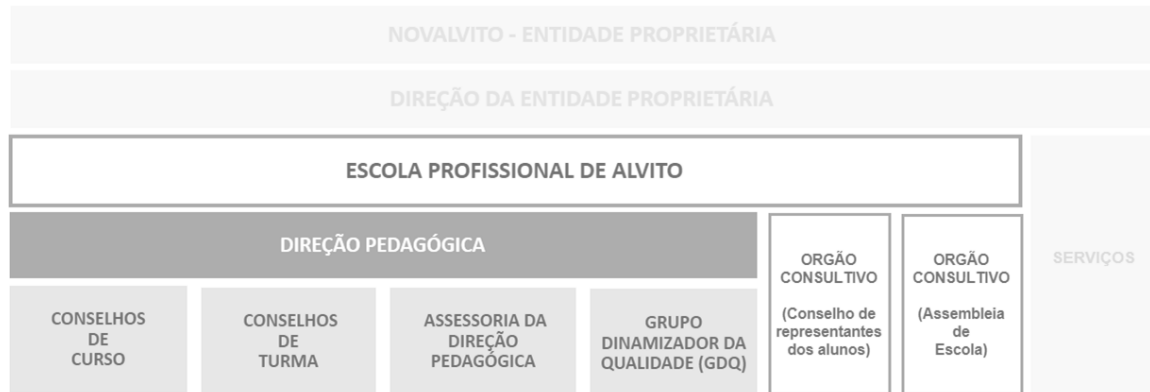 NOVALVITO - ENTIDADE PROPRIETÁRIA
DIREÇÃO DA ENTIDADE PROPRIETÁRIA
ESCOLA PROFISSIONAL DE ALVITO
DIREÇÃO PEDAGÓGICA
CONSELHOS
DE
CURSO
CONSELHOS
DE
TURMA
ASSESSORIA DA
DIREÇÃO
PEDAGÓGICA
GRUPO
DINAMIZADOR DA
QUALIDADE (GDQ)
ORGÃO
CONSULTIVO
(Conselho de
representantes
dos alunos)
ORGÃO
CONSULTIVO
(Assembleia
de
Escola)
SERVIÇOS